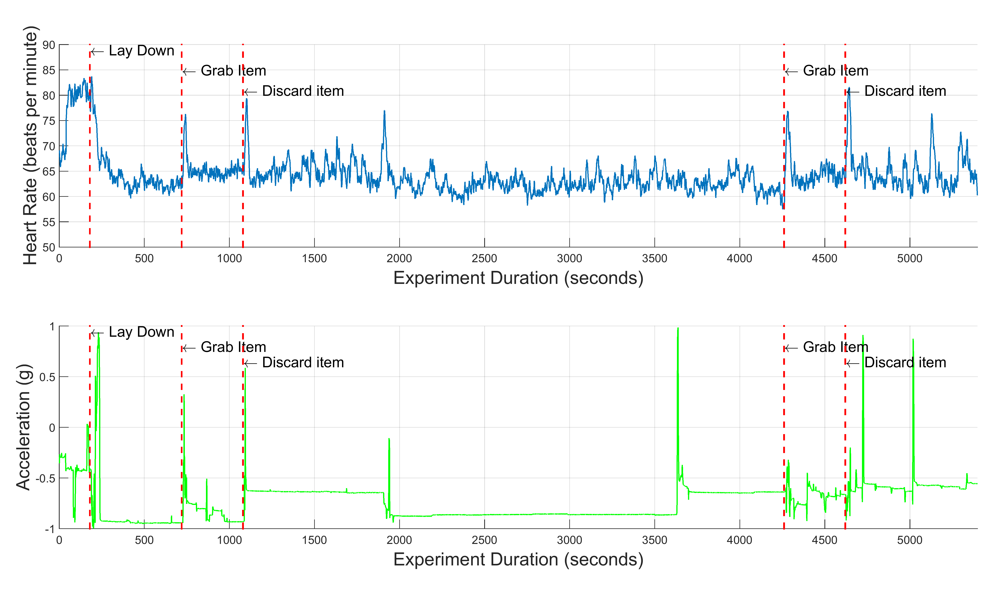 Heart Rate (beats per minute)
90
85
80
75
70
65
60
55
50
← Lay Down
← Grab Item
← Discard item
← Grab Item
← Discard item
0 500 1000 1500 2000 2500 3000 3500 4000 4500 5000
Experiment Duration (seconds)
Acceleration (g)
1
0.5
0
-0.5
-1
← Lay Down
← Grab Item
← Discard item
← Grab Item
← Discard item
0 500 1000 1500 2000 2500 3000 3500 4000 4500 5000
Experiment Duration (seconds)